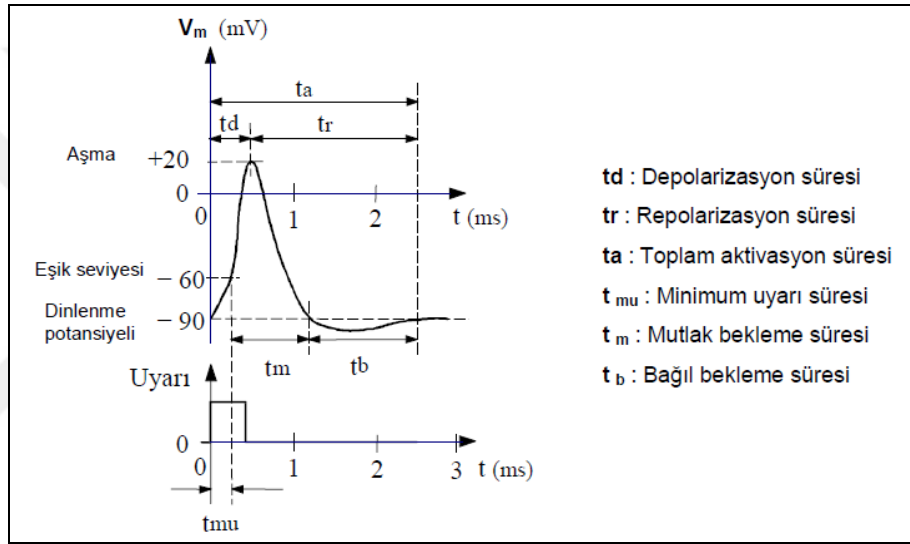 Vm (mV)
ta
td
tr
Aşma
+20
0
0
1
2
t (ms)
Eşik seviyesi
− 60
Dinlenme
potansiyeli
− 90
tm
tb
Uyarı
0
0
1
2
3
t (ms)
tmu
td : Depolarizasyon süresi
tr : Repolarizasyon süresi
ta : Toplam aktivasyon süresi
t mu : Minimum uyarı süresi
t m : Mutlak bekleme süresi
t b : Bağıl bekleme süresi